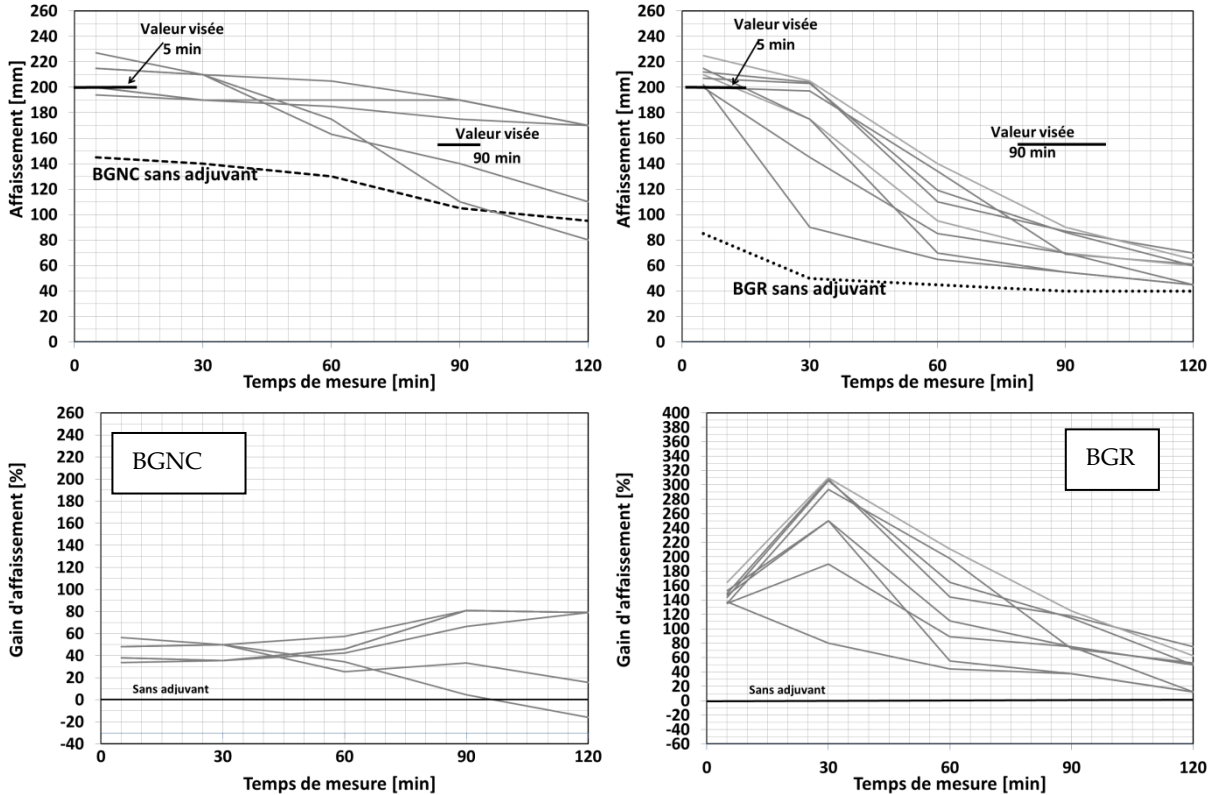 260
240
220
200
180
160
140
120
100
80
60
40
20
0
Affaissement [mm]
Valeur visée
5 min
Valeur visée
90 min
BGNC sans adjuvant
0 30 60 90 120
Temps de mesure [min]
260
240
220
200
180
160
140
120
100
80
60
40
20
0
Affaissement [mm]
Valeur visée
5 min
Valeur visée
90 min
BGR sans adjuvant
0 30 60 90 120
Temps de mesure [min]
260
240
220
200
180
160
140
120
100
80
60
40
20
0
-20
-40
Gain d'affaissement [%]
BGNC
Sans adjuvant
0 30 60 90 120
Temps de mesure [min]
400
380
360
340
320
300
280
260
240
220
200
180
160
140
120
100
80
60
40
20
0
-20
-40
-60
Gain d'affaissement [%]
BGR
Sans adjuvant
0 30 60 90 120
Temps de mesure [min]